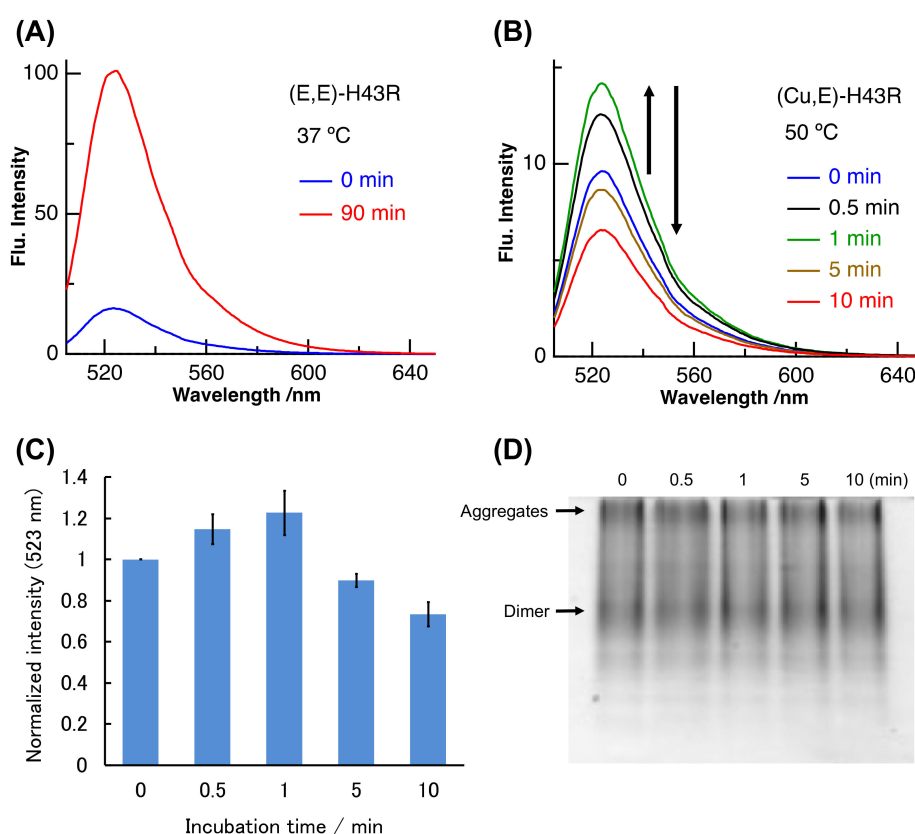 (A)
100
50
0
Flu. Intensity
(E,E)-H43R
37 ºC
0 min
90 min
520 560 600 640
Wavelength /nm
(B)
10
0
Flu. Intensity
(Cu,E)-H43R
50 ºC
0 min
0.5 min
1 min
5 min
10 min
520 560 600 640
Wavelength /nm
(C)
1.4
1.2
1
0.8
0.6
0.4
0.2
0
Normalized intensity (523 nm)
0 0.5 1 5 10
Incubation time / min
(D)
0 0.5 1 5 10 (min)
Aggregates
Dimer